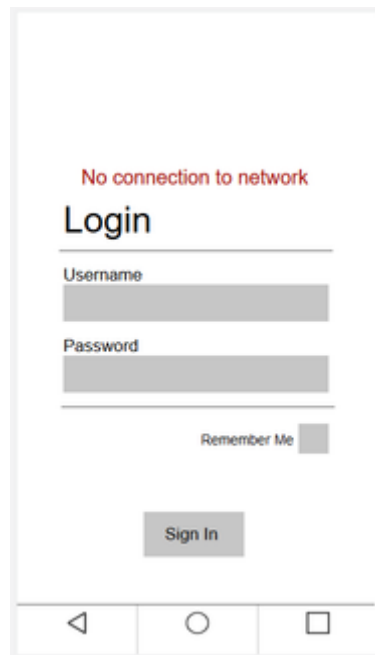 No connection to network
Login
Username
Password
Remember Me
Sign In